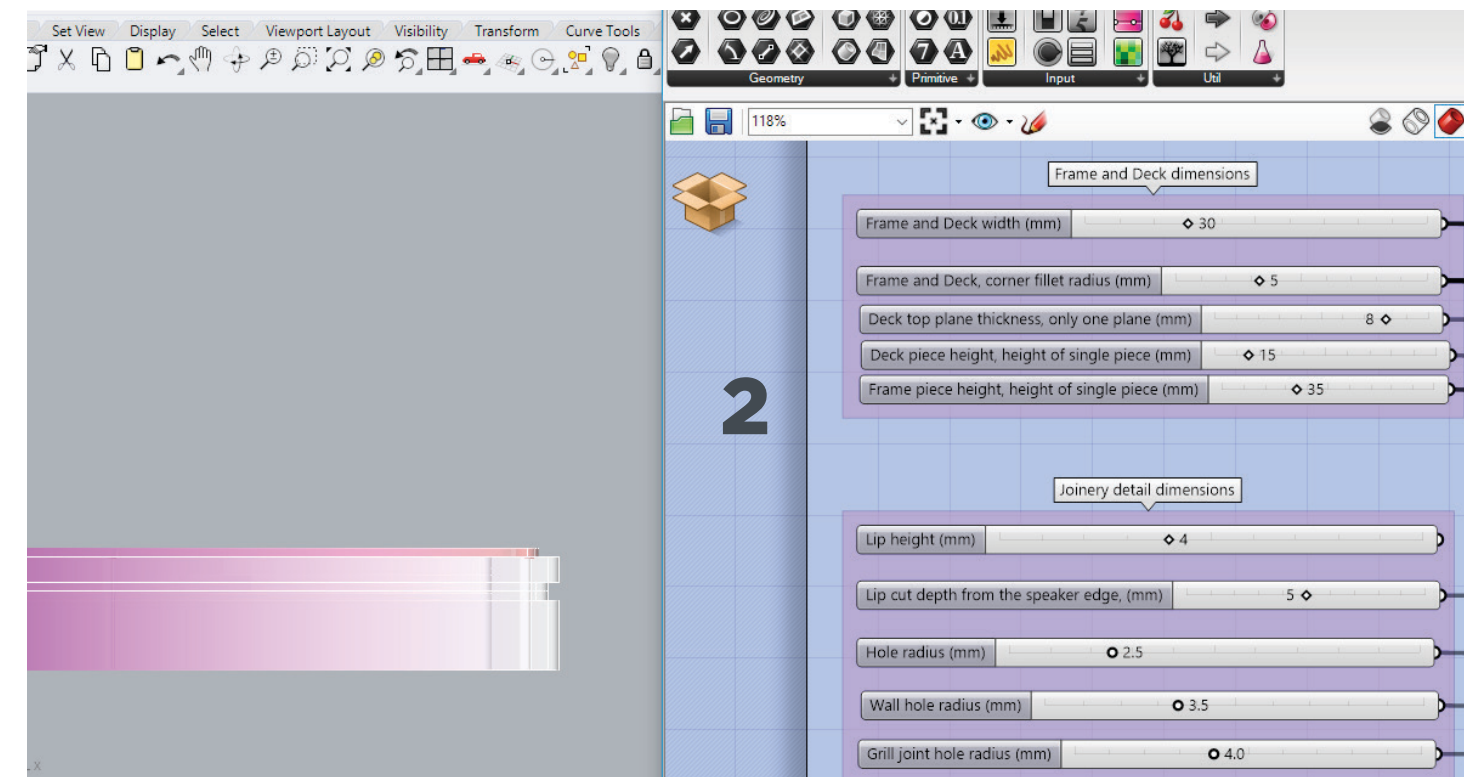 Set View Display Select Viewport Layout Visibility Transform Curve Tools
Geometry Primitive Input Util
118%
Frame and Deck dimensions
Frame and Deck width (mm) 30
Frame and Deck, corner fillet radius (mm) 5
Deck top plane thickness, only one plane (mm) 8
Deck piece height, height of single piece (mm) 15
Frame piece height, height of single piece (mm) 35
2
Joinery detail dimensions
Lip height (mm) 4
Lip cut depth from the speaker edge, (mm) 5
Hole radius (mm) 2.5
Wall hole radius (mm) 3.5
Grill joint hole radius (mm) 4.0
x